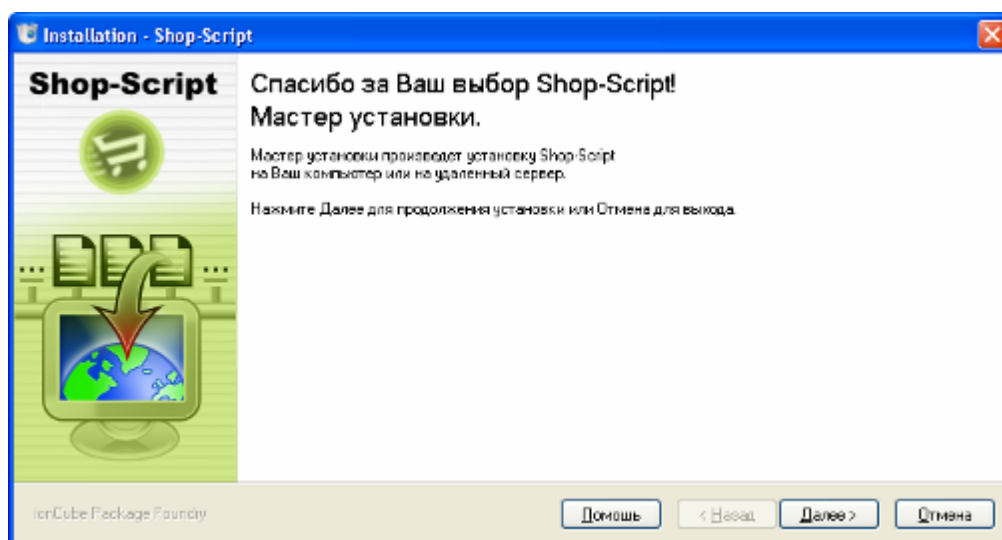 Installation - Shop-Script
Shop-Script
Спасибо за Ваш выбор Shop-Script!
Мастер установки.
Мастер установки произведет установку Shop-Script
на Ваш компьютер или на удаленный сервер.
Нажмите Далее для продолжения установки или Отмена для выхода.
ionCube Package Foundry
Помощь
< Назад
Далее >
Отмена